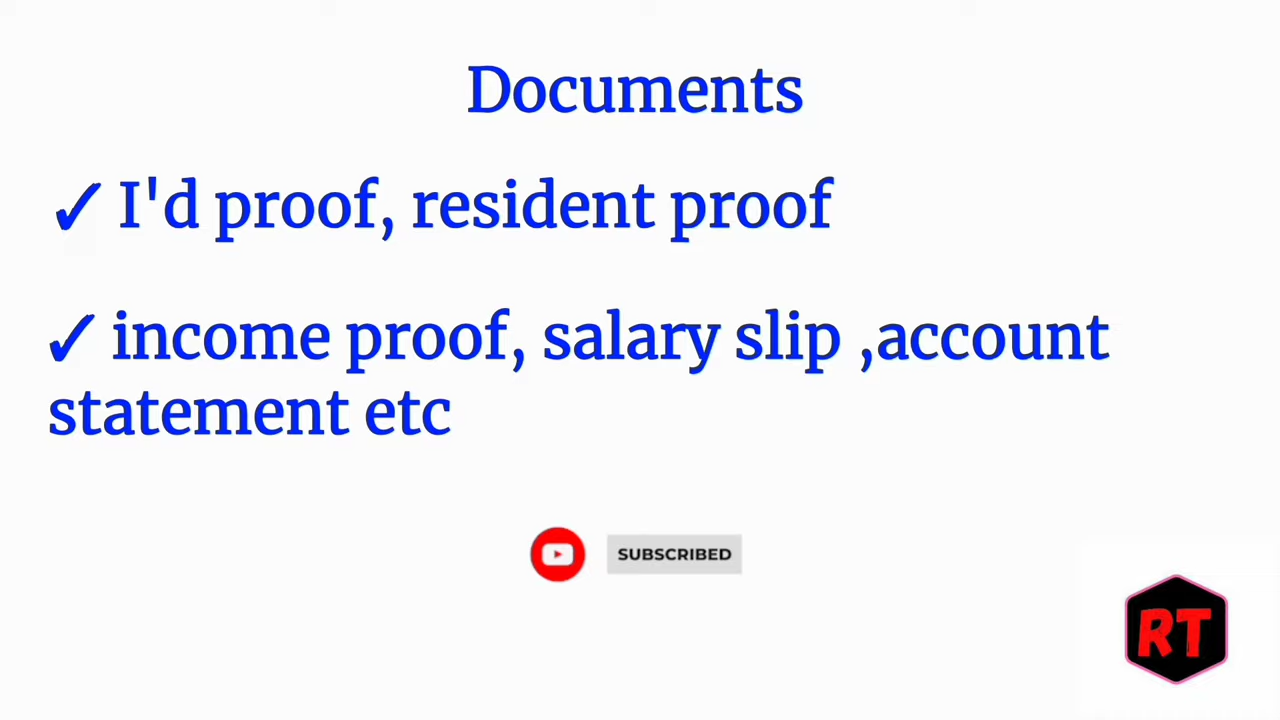 Documents
✓ I'd proof, resident proof
✓ income proof, salary slip ,account
statement etc
SUBSCRIBED
RT